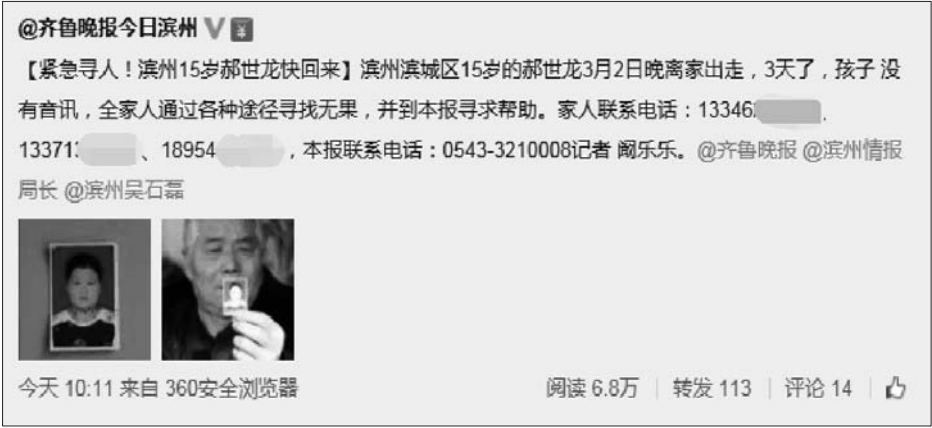 @齐鲁晚报今日滨州 V ¥
【紧急寻人！滨州15岁郝世龙快回来】滨州滨城区15岁的郝世龙3月2日晚离家出走，3天了，孩子 没
有音讯，全家人通过各种途径寻找无果，并到本报寻求帮助。家人联系电话：13346
13371 、18954 ，本报联系电话：0543-3210008记者 阚乐乐。@齐鲁晚报 @滨州情报
局长 @滨州吴石磊
今天 10:11 来自 360安全浏览器 阅读 6.8万 转发 113 评论 14